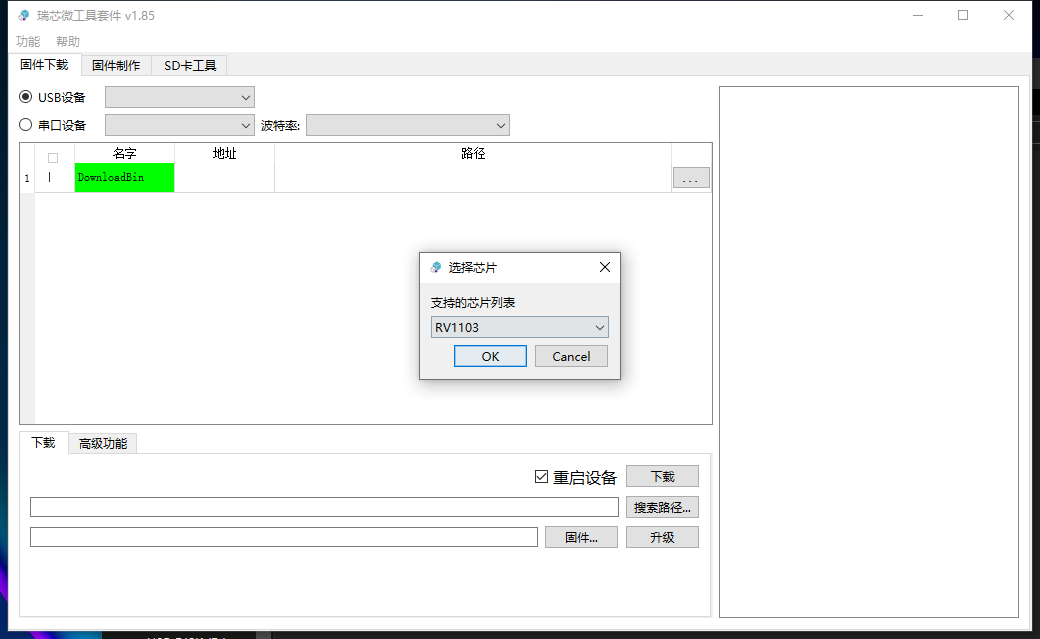 瑞芯微工具套件 v1.85
功能 帮助
固件下载 固件制作 SD卡工具
USB设备
串口设备 波特率:
名字 地址 路径
1 DownloadBin ...
选择芯片
支持的芯片列表
RV1103
OK Cancel
下载 高级功能
重启设备 下载
搜索路径...
固件... 升级